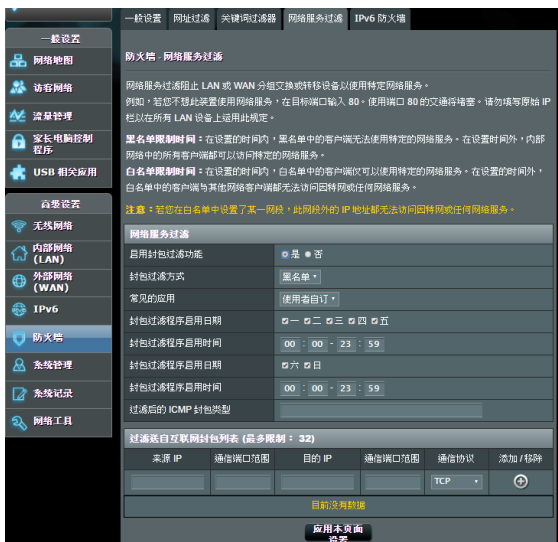 一般设置 网址过滤 关键词过滤器 网络服务过滤 IPv6 防火墙
一般设置
网络地图
访客网络
流量管理
家长电脑控制
程序
USB 相关应用
高级设置
无线网络
内部网络
(LAN)
外部网络
(WAN)
IPv6
防火墙
系统管理
系统记录
网络工具
防火墙 - 网络服务过滤
网络服务过滤阻止 LAN 或 WAN 分组交换或转移设备以使用特定网络服务。
例如，若您不想此装置使用网络服务，在目标端口输入 80。使用端口 80 的交通将堵塞。请勿填写原始 IP
栏以在所有 LAN 设备上运用此规定。
黑名单限制时间：在设置的时间内，黑名单中的客户端无法使用特定的网络服务。在设置时间外，内部
网络中的所有客户端都可以访问特定的网络服务。
白名单限制时间：在设置的时间内，白名单中的客户端仅可以使用特定的网络服务。在设置的时间外，
白名单中的客户端与其他网络客户端都无法访问因特网或任何网络服务。
注意：若您在白名单中设置了某一网段，此网段外的 IP 地址都无法访问因特网或任何网络服务。
网络服务过滤
启用封包过滤功能 是 否
封包过滤方式 黑名单
常见的应用 使用者自订
封包过滤程序启用日期 一 二 三 四 五
封包过滤程序启用时间 00 : 00 - 23 : 59
封包过滤程序启用日期 六 日
封包过滤程序启用时间 00 : 00 - 23 : 59
过滤后的 ICMP 封包类型
过滤送自互联网封包列表 (最多限制： 32)
来源 IP 通信端口范围 目的 IP 通信端口范围 通信协议 添加 / 移除
TCP
目前没有数据
应用本页面
设置